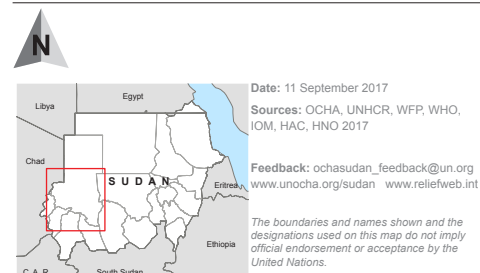 N
Egypt
Libya
Chad
SUDAN
Eritrea
Ethiopia
C.A.R
South Sudan
Date: 11 September 2017
Sources: OCHA, UNHCR, WFP, WHO,
IOM, HAC, HNO 2017
Feedback: ochasudan_feedback@un.org
www.unocha.org/sudan www.reliefweb.int
The boundaries and names shown and the
designations used on this map do not imply
official endorsement or acceptance by the
United Nations.